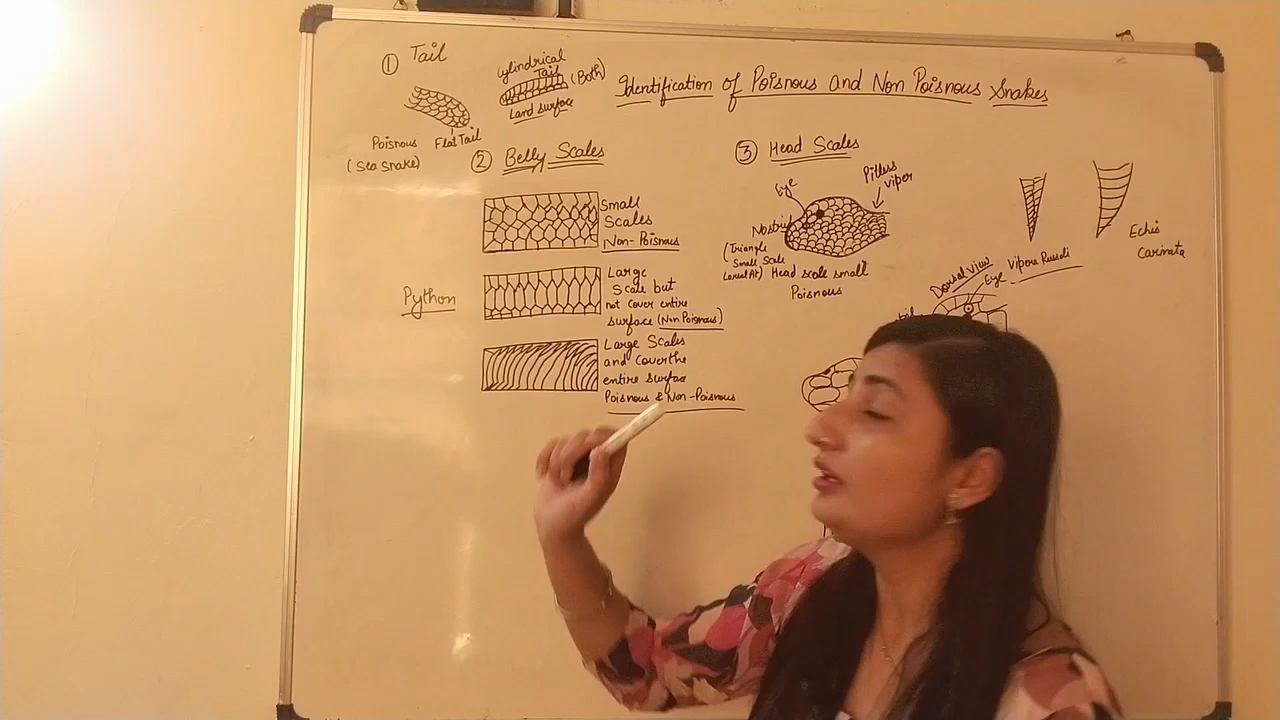 Identification of Poisnous and Non Poisnous Snakes
① Tail
Poisnous
(Sea Snake)
Flat Tail
Cylindrical
Tail
(Both)
Land surface
② Belly Scales
Small
Scales
Non-Poisnous
Python
Large
Scale but
not cover entire
surface (Non Poisnous)
Large Scales
and cover the
entire surface
Poisnous & Non-Poisnous
③ Head Scales
Eye
Pitless
viper
Nostril
(Triangle
Small Scale
Head scale small
Poisnous
Echis
Carinata
Dorsal view
Eye
Vipera Russeli